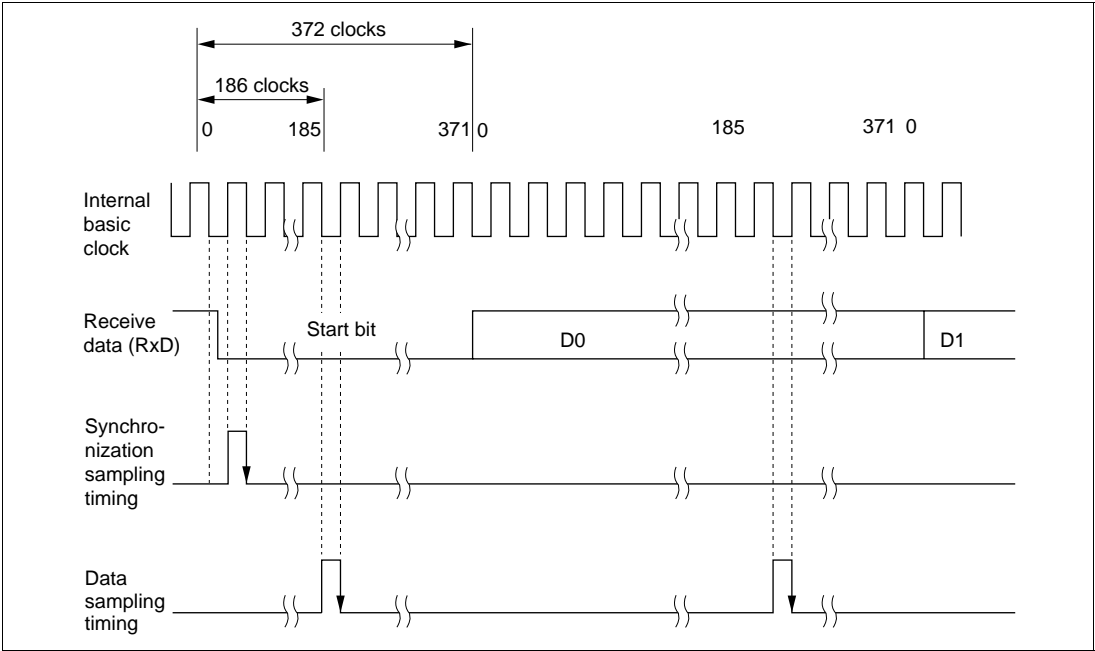 372 clocks
186 clocks
0 185 371 0 185 371 0
Internal
basic
clock
Receive
data (RxD)
Start bit
D0
D1
Synchro-
nization
sampling
timing
Data
sampling
timing